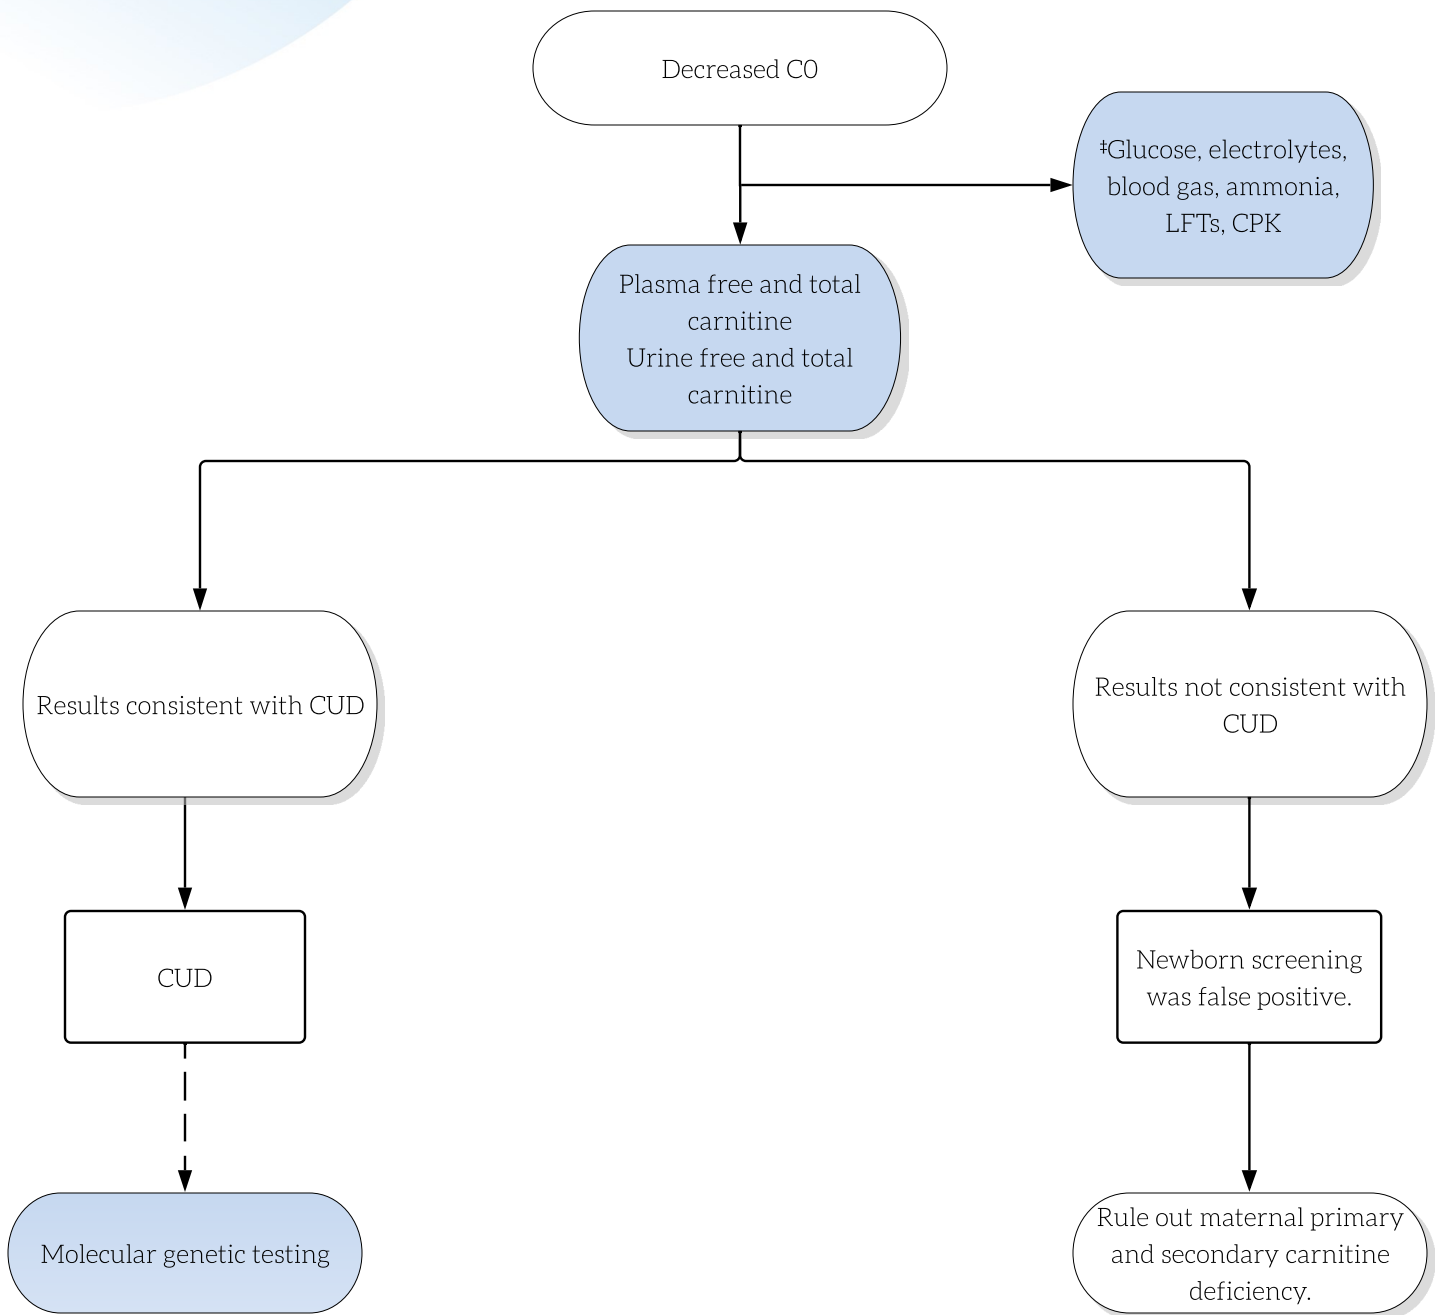 Decreased C0
‡Glucose, electrolytes,
blood gas, ammonia,
LFTs, CPK
Plasma free and total
carnitine
Urine free and total
carnitine
Results consistent with CUD
Results not consistent with
CUD
CUD
Newborn screening
was false positive.
Molecular genetic testing
Rule out maternal primary
and secondary carnitine
deficiency.